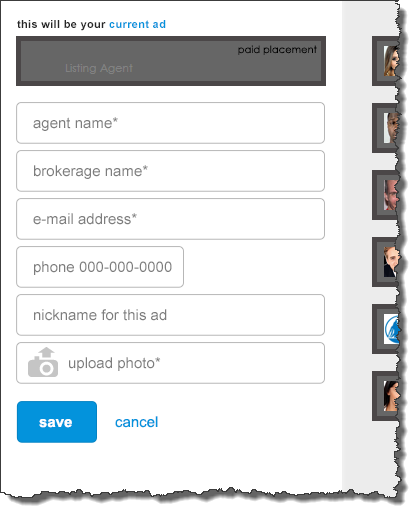 this will be your current ad
paid placement
Listing Agent
agent name*
brokerage name*
e-mail address*
phone 000-000-0000
nickname for this ad
upload photo*
save
cancel